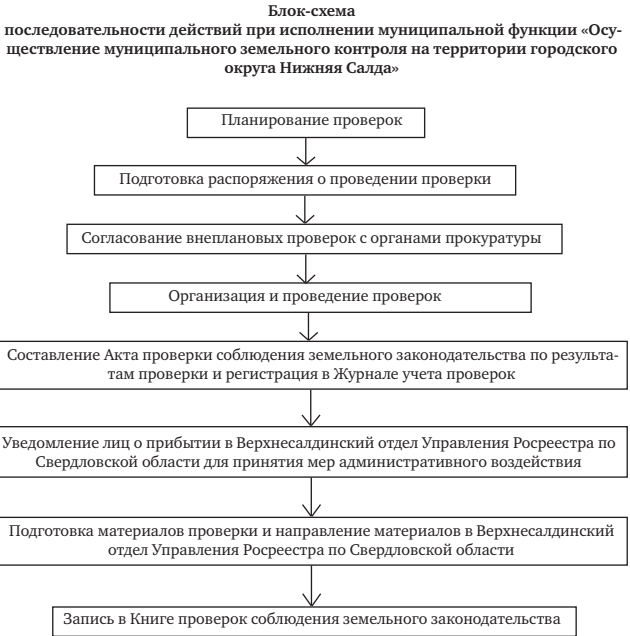 Блок-схема
последовательности действий при исполнении муниципальной функции «Осу-
ществление муниципального земельного контроля на территории городского
округа Нижняя Салда»
Планирование проверок
Подготовка распоряжения о проведении проверки
Согласование внеплановых проверок с органами прокуратуры
Организация и проведение проверок
Составление Акта проверки соблюдения земельного законодательства по результа-
там проверки и регистрация в Журнале учета проверок
Уведомление лиц о прибытии в Верхнесалдинский отдел Управления Росреестра по
Свердловской области для принятия мер административного воздействия
Подготовка материалов проверки и направление материалов в Верхнесалдинский
отдел Управления Росреестра по Свердловской области
Запись в Книге проверок соблюдения земельного законодательства